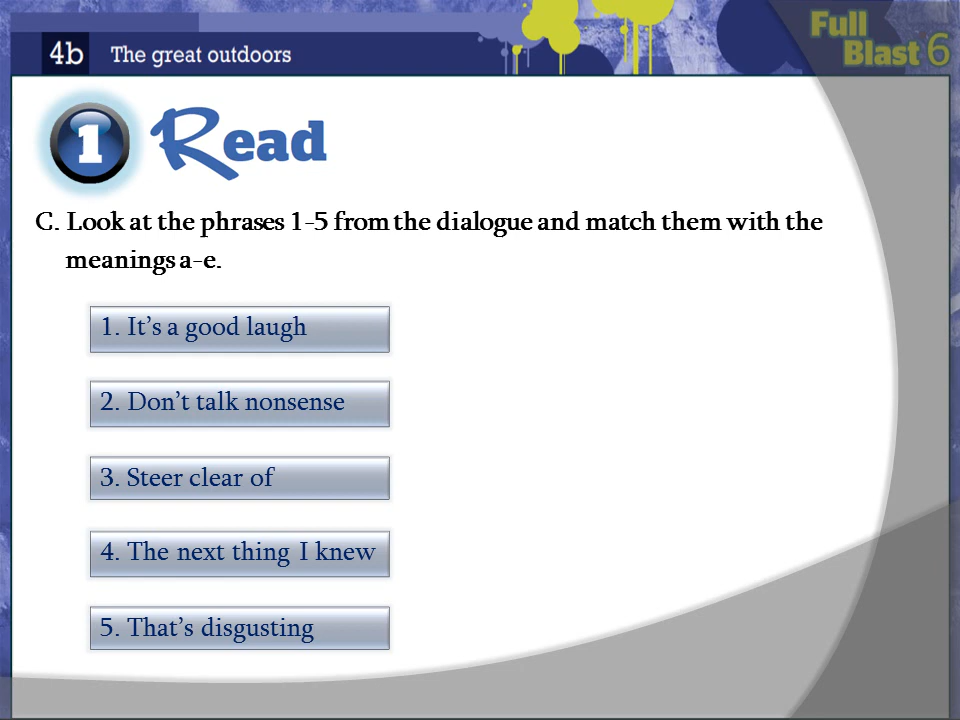 4b The great outdoors
Full
Blast 6
1 Read
C. Look at the phrases 1-5 from the dialogue and match them with the
meanings a-e.
1. It’s a good laugh
2. Don’t talk nonsense
3. Steer clear of
4. The next thing I knew
5. That’s disgusting